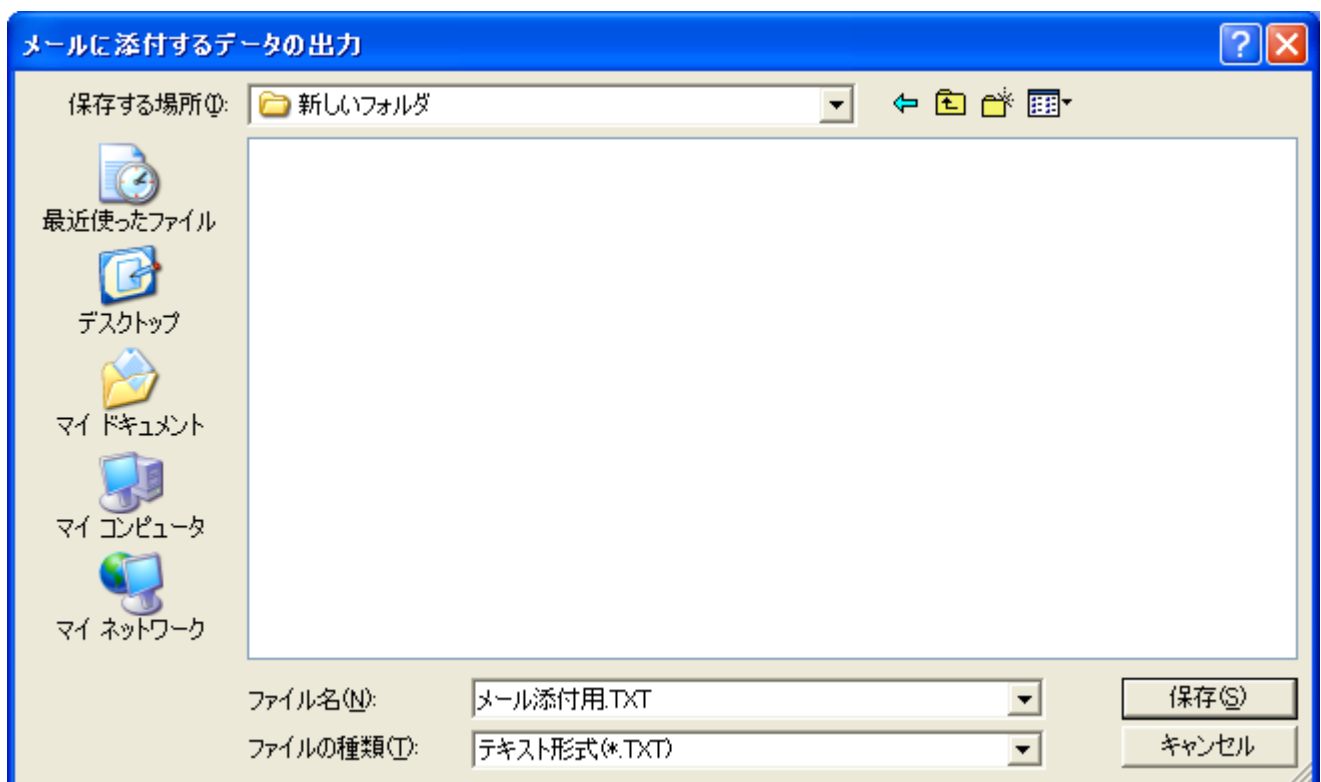 メールに添付するデータの出力
保存する場所(I):
新しいフォルダ
最近使ったファイル
デスクトップ
マイ ドキュメント
マイ コンピュータ
マイ ネットワーク
ファイル名(N):
メール添付用.TXT
保存(S)
ファイルの種類(T):
テキスト形式(*.TXT)
キャンセル